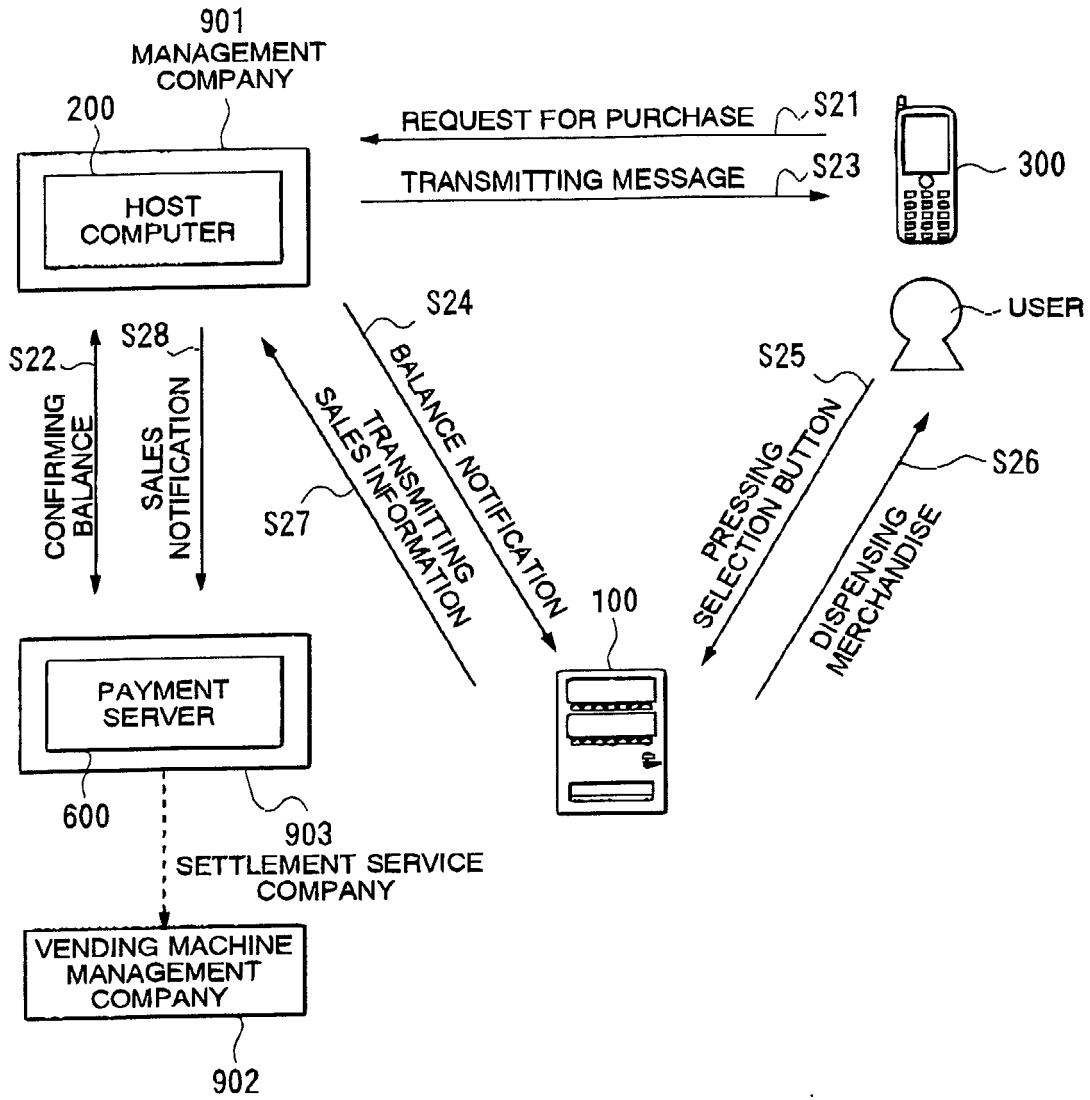 901
MANAGEMENT
COMPANY
200
HOST
COMPUTER
REQUEST FOR PURCHASE
S21
TRANSMITTING MESSAGE
S23
300
USER
S22
CONFIRMING
BALANCE
S28
SALES
NOTIFICATION
S24
BALANCE NOTIFICATION
TRANSMITTING
SALES INFORMATION
S27
S25
PRESSING
SELECTION BUTTON
S26
DISPENSING
MERCHANDISE
100
PAYMENT
SERVER
600
903
SETTLEMENT SERVICE
COMPANY
VENDING MACHINE
MANAGEMENT
COMPANY
902